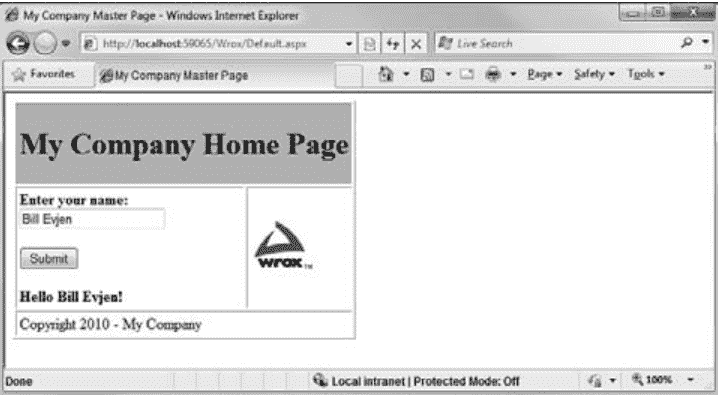 My Company Master Page - Windows Internet Explorer
http://localhost:59065/Wrox/Default.aspx
Live Search
Favorites
My Company Master Page
Page
Safety
Tools
My Company Home Page
Enter your name:
Bill Evjen
Submit
wrox™
Hello Bill Evjen!
Copyright 2010 - My Company
Done
Local intranet | Protected Mode: Off
100%